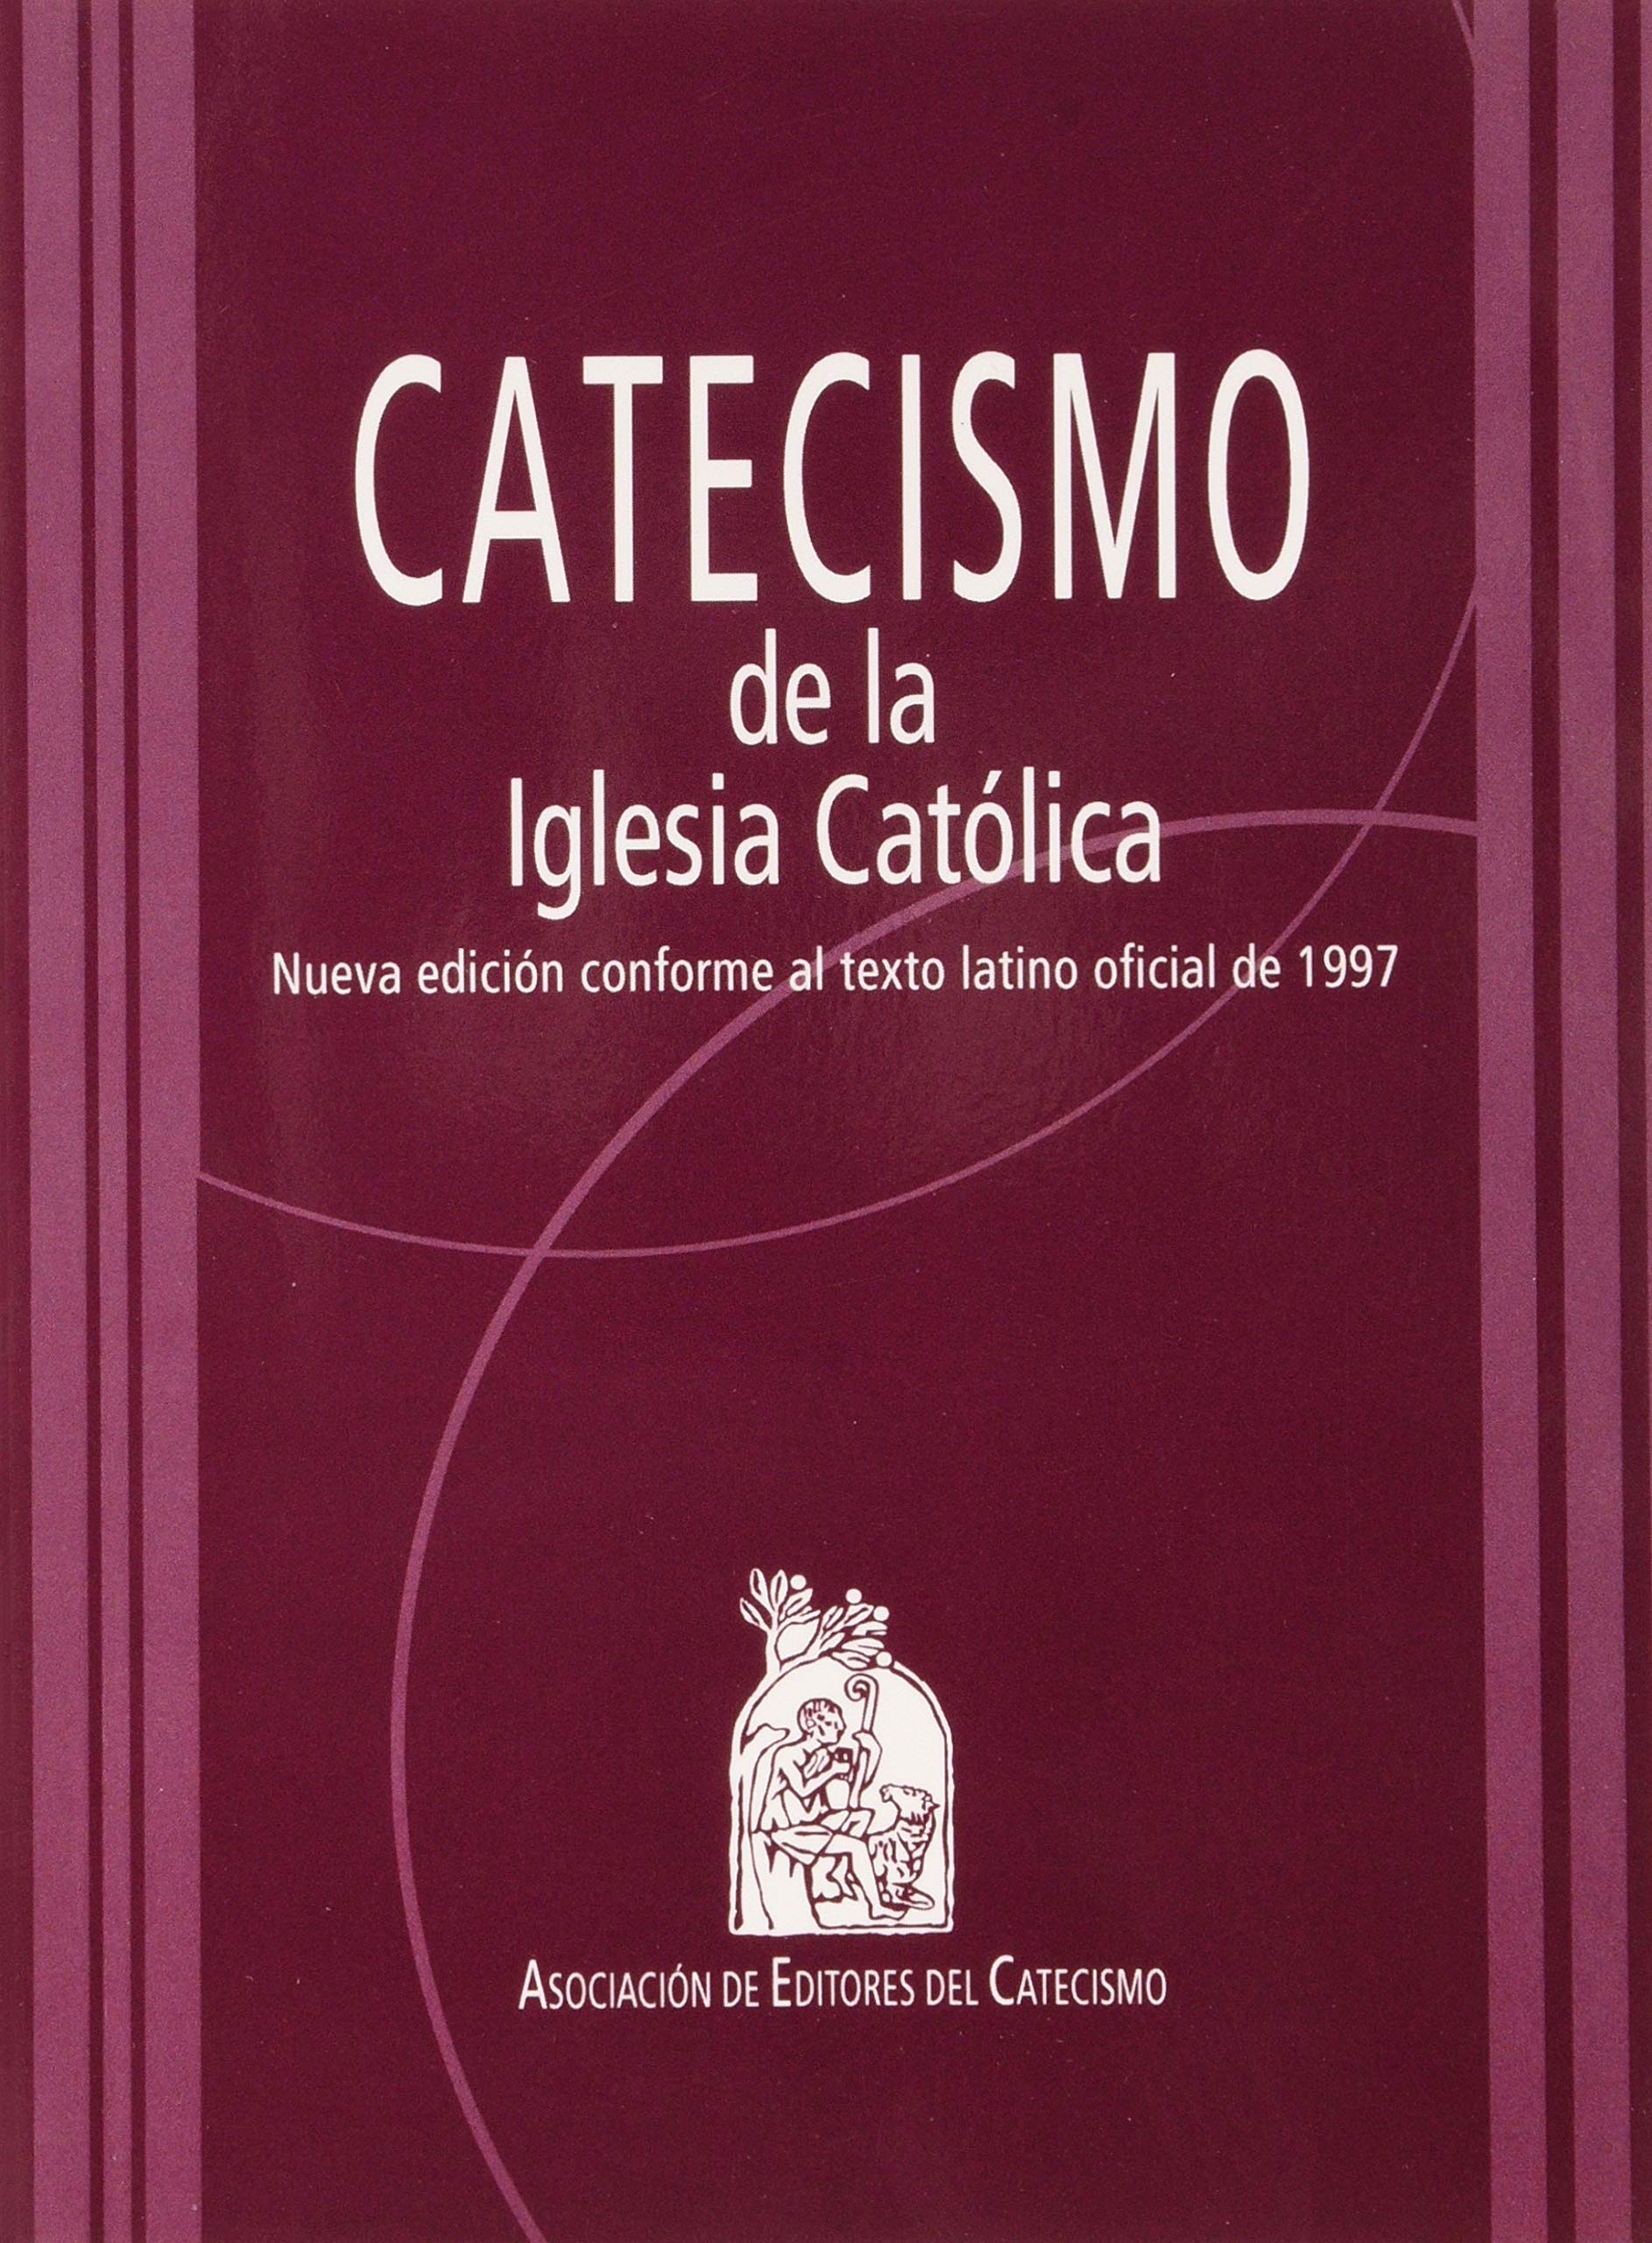 CATECISMO
de la
Iglesia Católica
Nueva edición conforme al texto latino oficial de 1997
ASOCIACIÓN DE EDITORES DEL CATECISMO